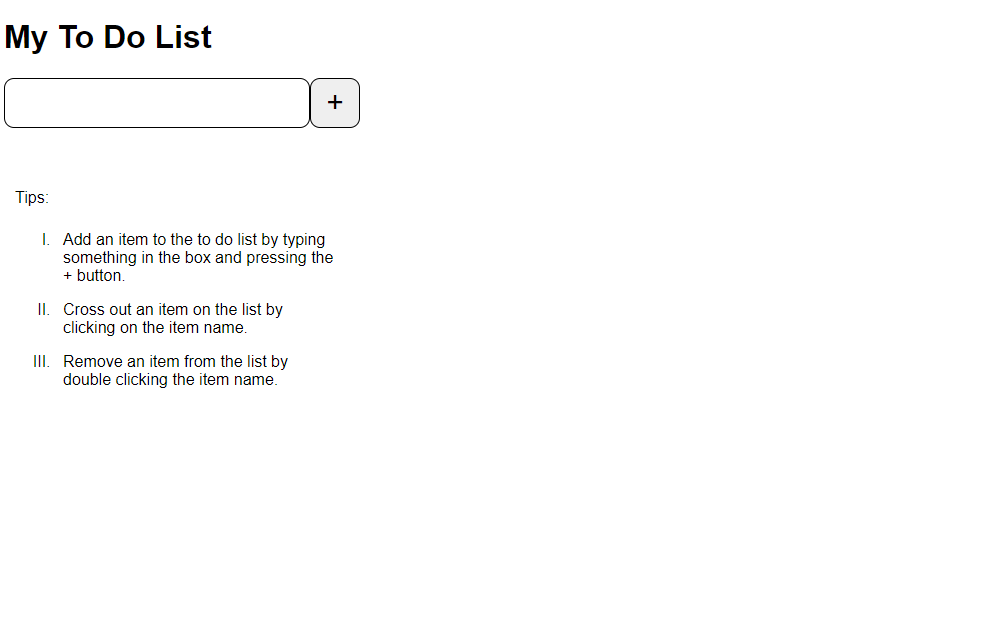 My To Do List
+
Tips:
I. Add an item to the to do list by typing
something in the box and pressing the
+ button.
II. Cross out an item on the list by
clicking on the item name.
III. Remove an item from the list by
double clicking the item name.